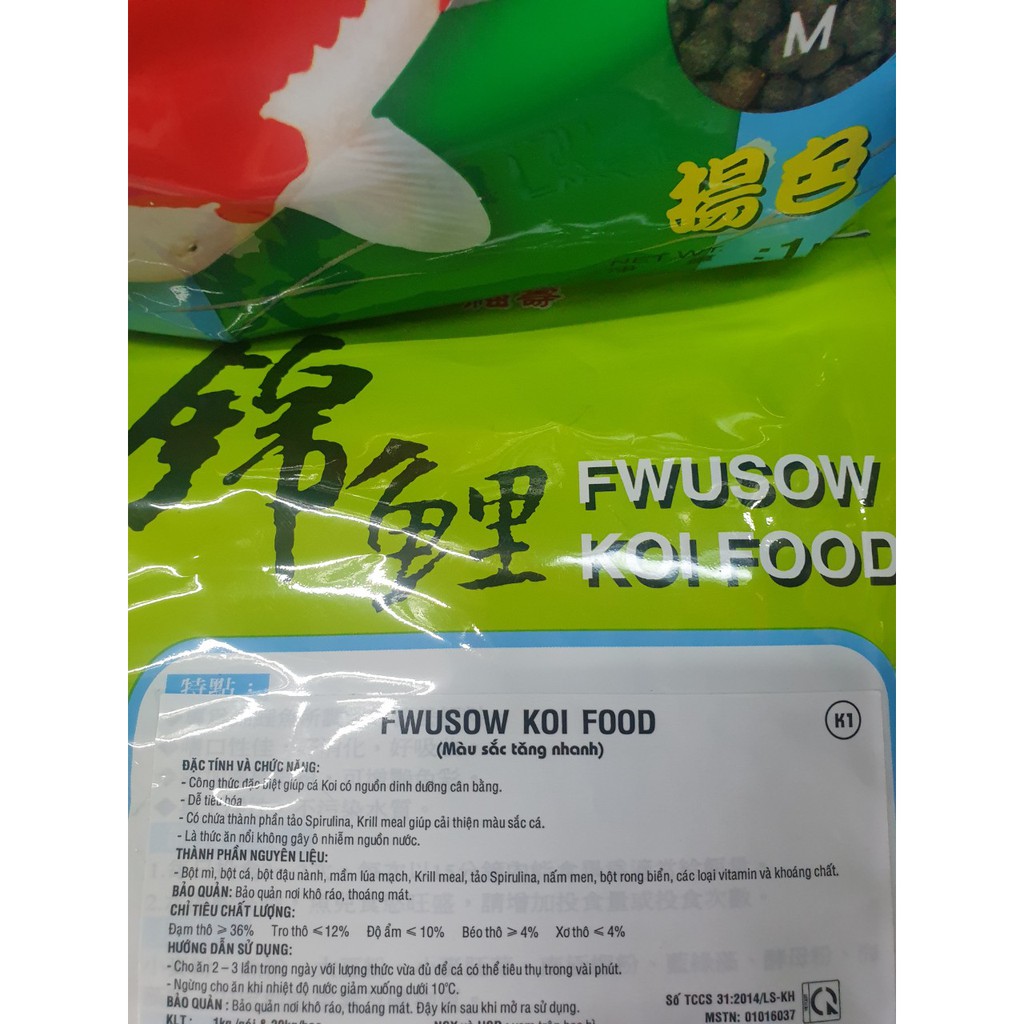 M
揚色
NET WT.
錦鯉
FWUSOW
KOI FOOD
特點：
FWUSOW KOI FOOD
K1
(Màu sắc tăng nhanh)
ĐẶC TÍNH VÀ CHỨC NĂNG:
- Công thức đặc biệt giúp cá Koi có nguồn dinh dưỡng cân bằng.
- Dễ tiêu hóa
- Có chứa thành phần tảo Spirulina, Krill meal giúp cải thiện màu sắc cá.
- Là thức ăn nổi không gây ô nhiễm nguồn nước.
THÀNH PHẦN NGUYÊN LIỆU:
- Bột mì, bột cá, bột đậu nành, mầm lúa mạch, Krill meal, tảo Spirulina, nấm men, bột rong biển, các loại vitamin và khoáng chất.
BẢO QUẢN: Bảo quản nơi khô ráo, thoáng mát.
CHỈ TIÊU CHẤT LƯỢNG:
Đạm thô ⩾ 36% Tro thô ⩽ 12% Độ ẩm ⩽ 10% Béo thô ⩾ 4% Xơ thô ⩽ 4%
HƯỚNG DẪN SỬ DỤNG:
- Cho ăn 2 – 3 lần trong ngày với lượng thức vừa đủ để cá có thể tiêu thụ trong vài phút.
- Ngừng cho ăn khi nhiệt độ nước giảm xuống dưới 10°C.
BẢO QUẢN : Bảo quản nơi khô ráo, thoáng mát. Đậy kín sau khi mở ra sử dụng.
Số TCCS 31:2014/LS-KH
MSTN: 01016037
KLT : 1kg/gói & 20kg/bao